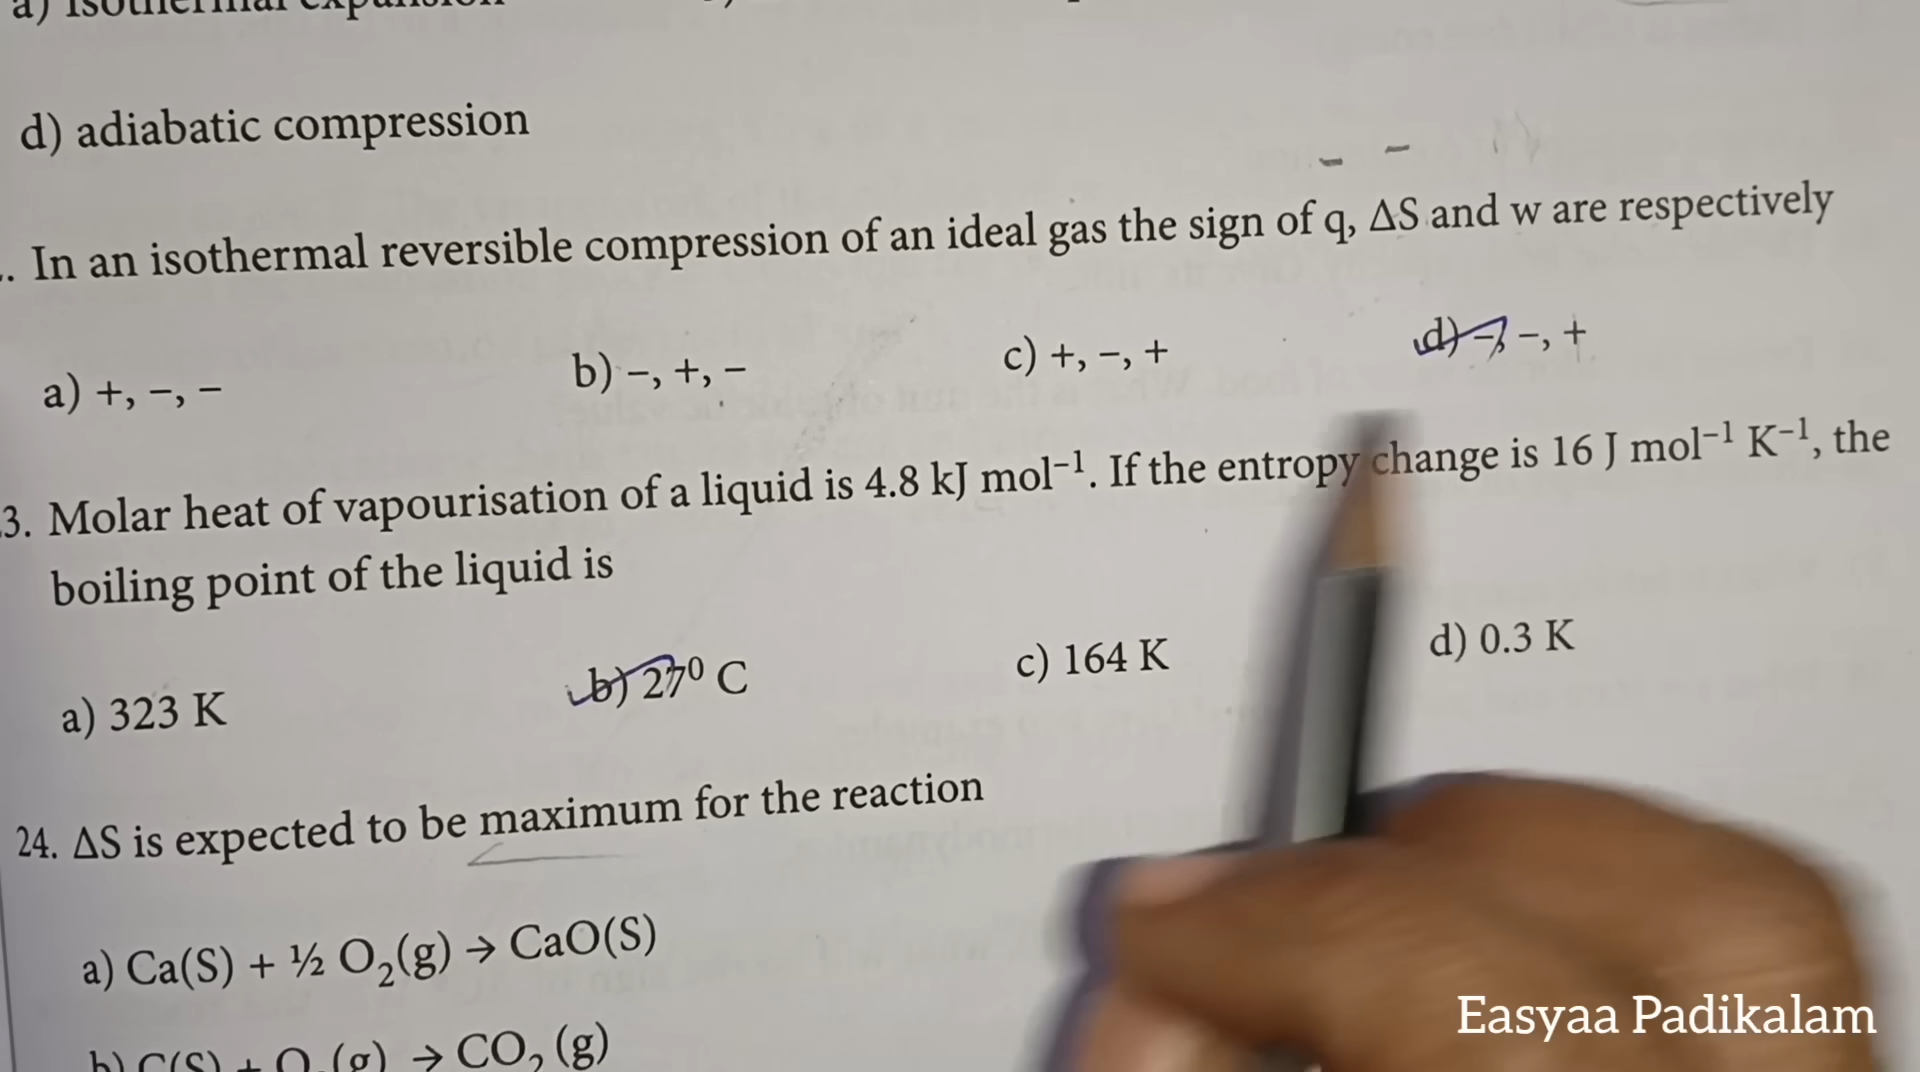 a) isothermal expansion
d) adiabatic compression
. In an isothermal reversible compression of an ideal gas the sign of q, ΔS and w are respectively
a) +, –, –
b) –, +, –
c) +, –, +
d) –, –, +
3. Molar heat of vapourisation of a liquid is 4.8 kJ mol⁻¹. If the entropy change is 16 J mol⁻¹ K⁻¹, the
boiling point of the liquid is
a) 323 K
b) 27⁰ C
c) 164 K
d) 0.3 K
24. ΔS is expected to be maximum for the reaction
a) Ca(S) + ½ O₂(g) → CaO(S)
b) C(S) + O₂(g) → CO₂ (g)
Easyaa Padikalam